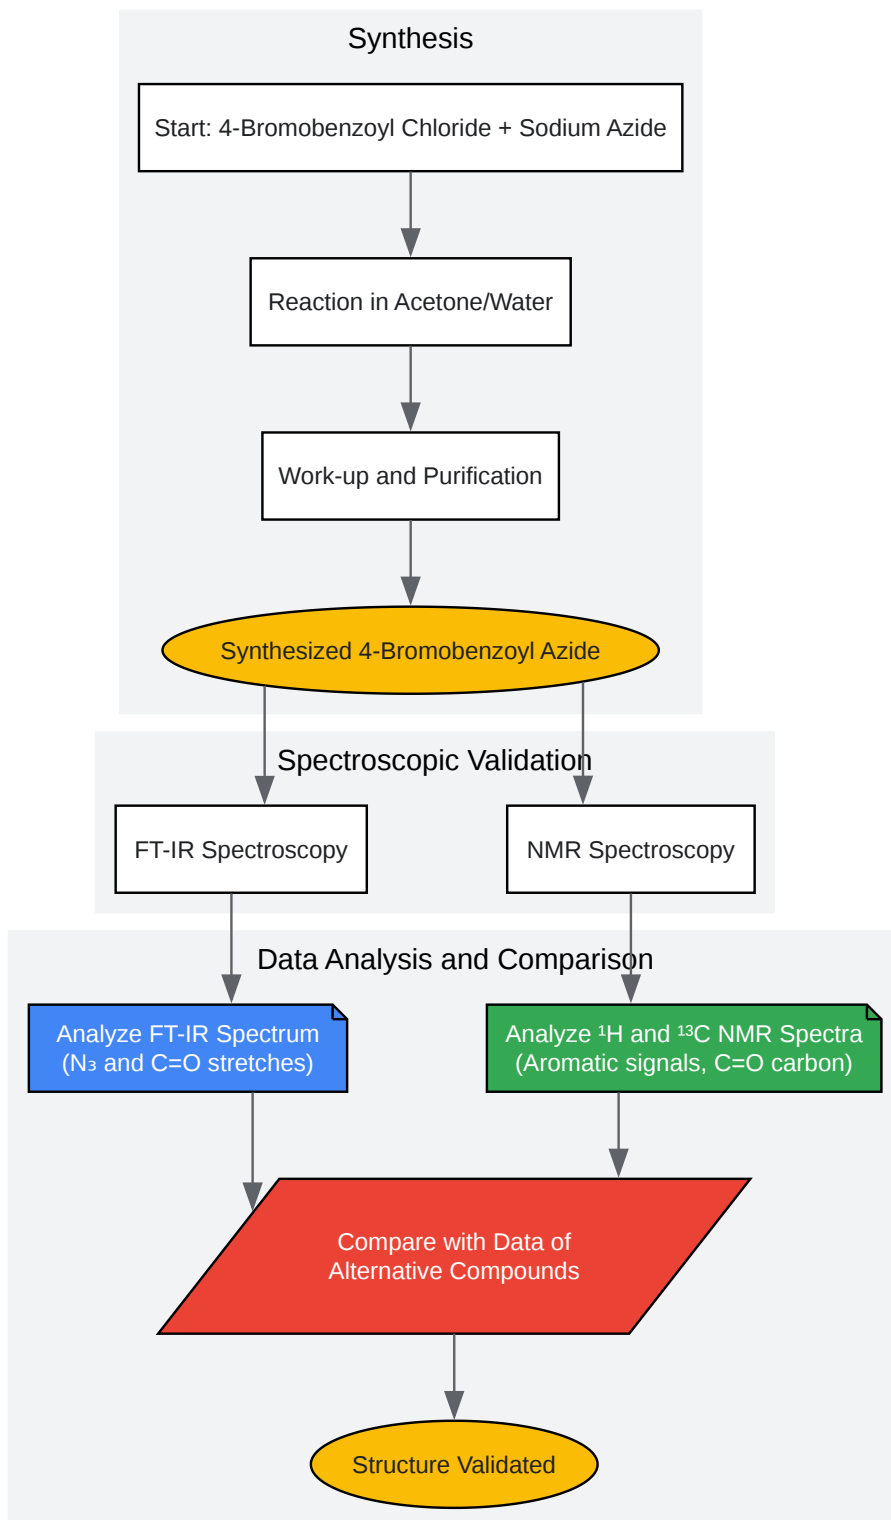 Synthesis
Start: 4-Bromobenzoyl Chloride + Sodium Azide
Reaction in Acetone/Water
Work-up and Purification
Synthesized 4-Bromobenzoyl Azide
Spectroscopic Validation
FT-IR Spectroscopy
NMR Spectroscopy
Data Analysis and Comparison
Analyze FT-IR Spectrum
(N₃ and C=O stretches)
Analyze ¹H and ¹³C NMR Spectra
(Aromatic signals, C=O carbon)
Compare with Data of
Alternative Compounds
Structure Validated